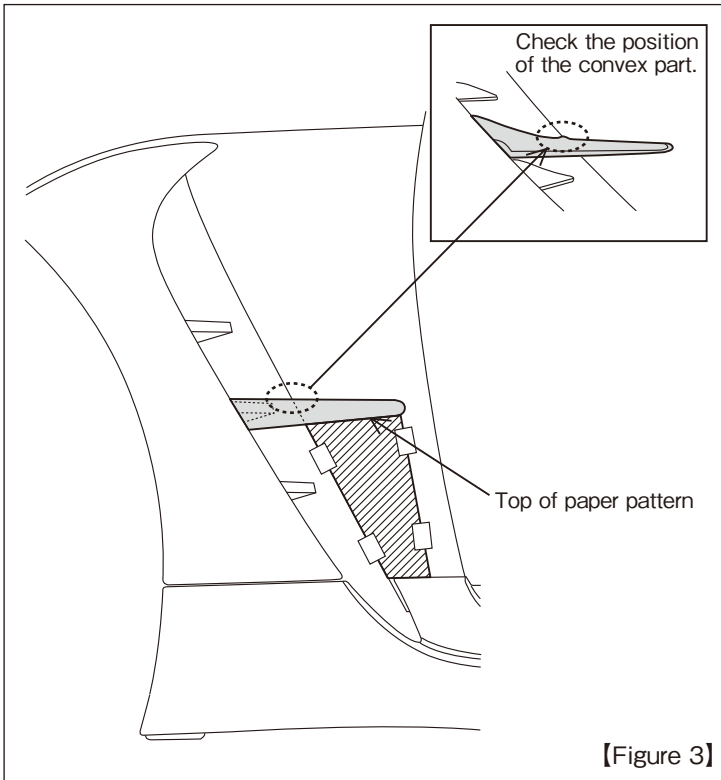 Check the position
of the convex part.
Top of paper pattern
【Figure 3】